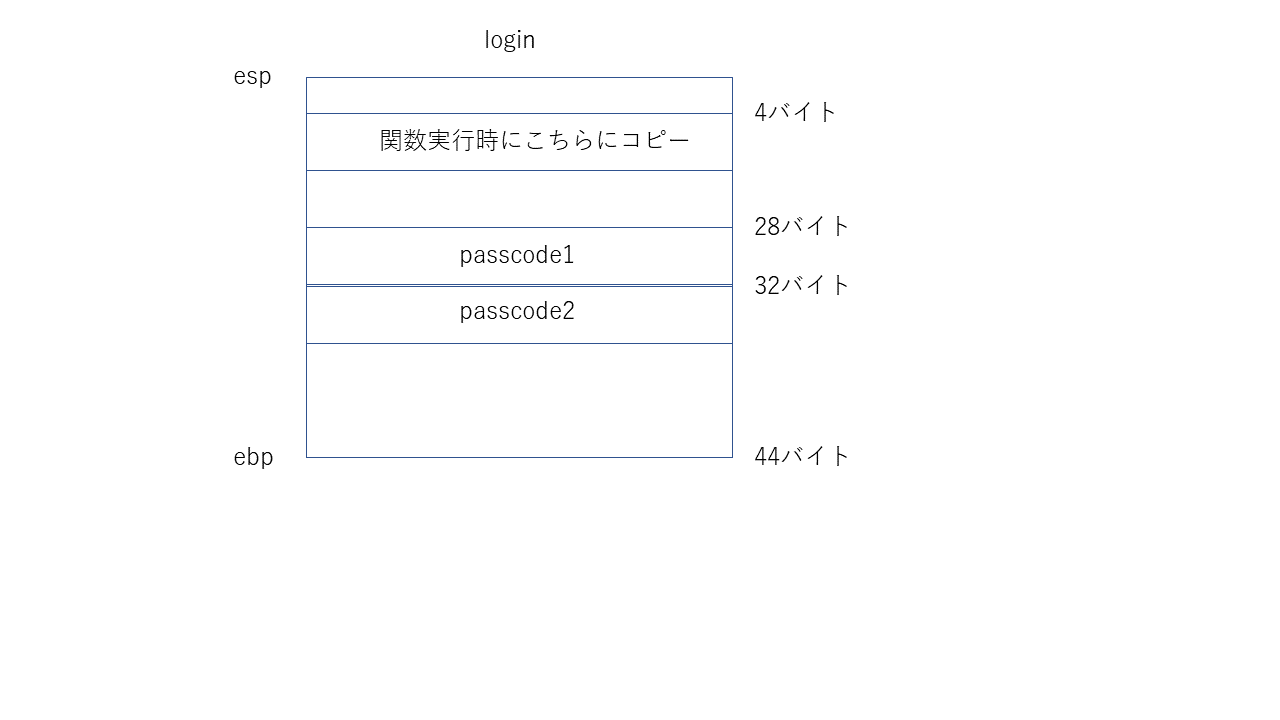 login
esp
4バイト
関数実行時にこちらにコピー
28バイト
passcode1
32バイト
passcode2
ebp
44バイト